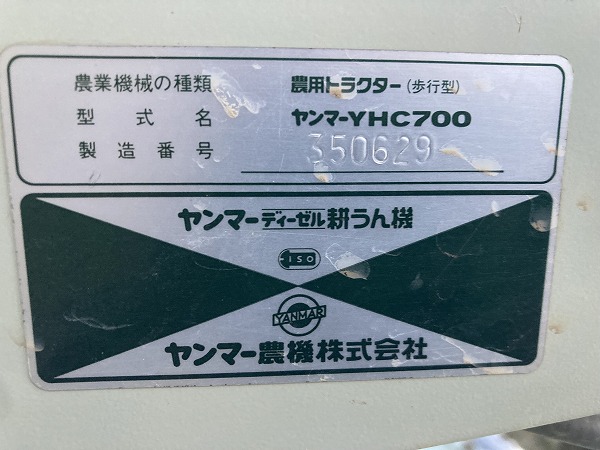 農業機械の種類 農用トラクター(歩行型)
型式名 ヤンマーYHC700
製造番号 350629
ヤンマーディーゼル耕うん機
ISO
YANMAR
ヤンマー農機株式会社